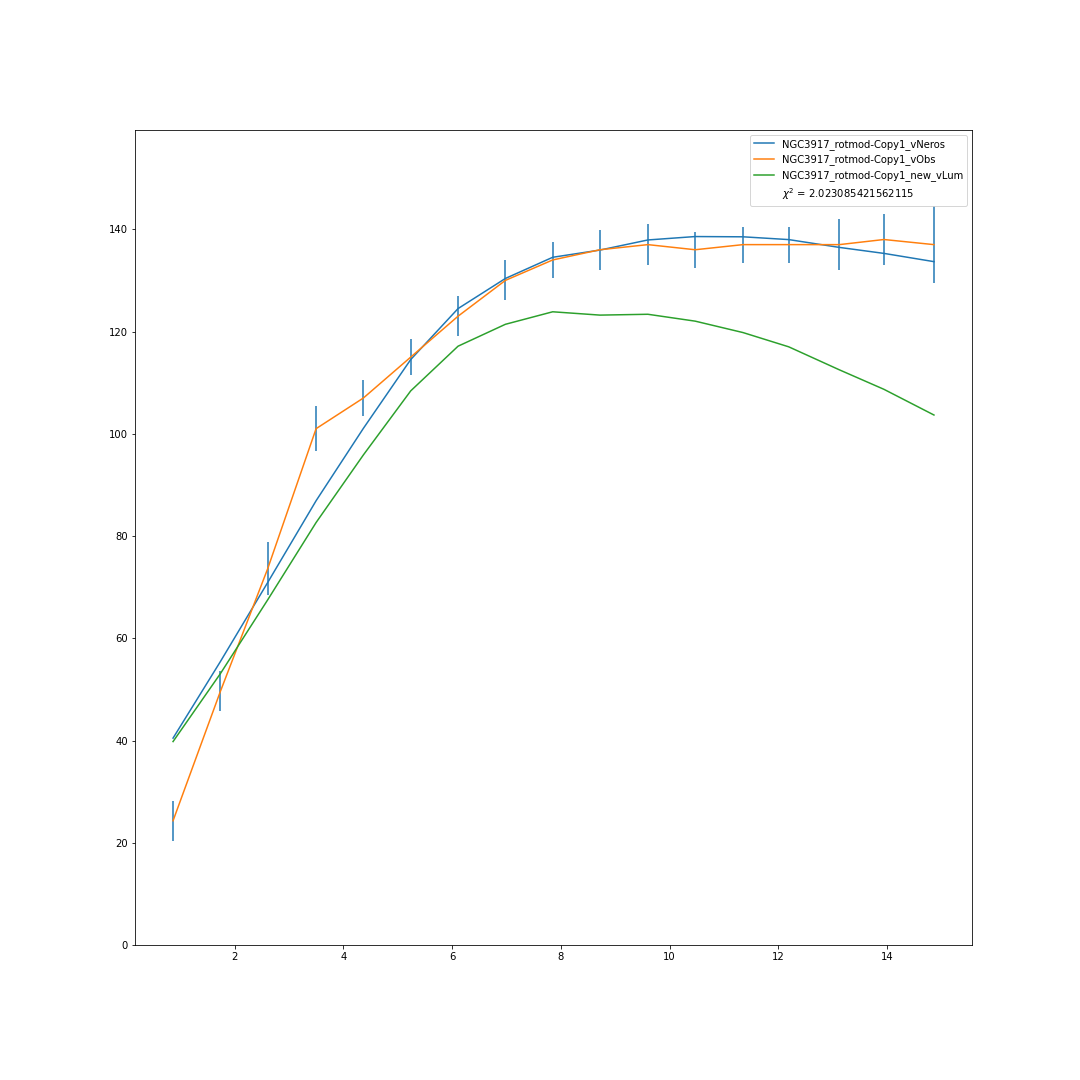 NGC3917_rotmod-Copy1_vNeros
NGC3917_rotmod-Copy1_vObs
NGC3917_rotmod-Copy1_new_vLum
χ² = 2.023085421562115
140
120
100
80
60
40
20
0
2 4 6 8 10 12 14